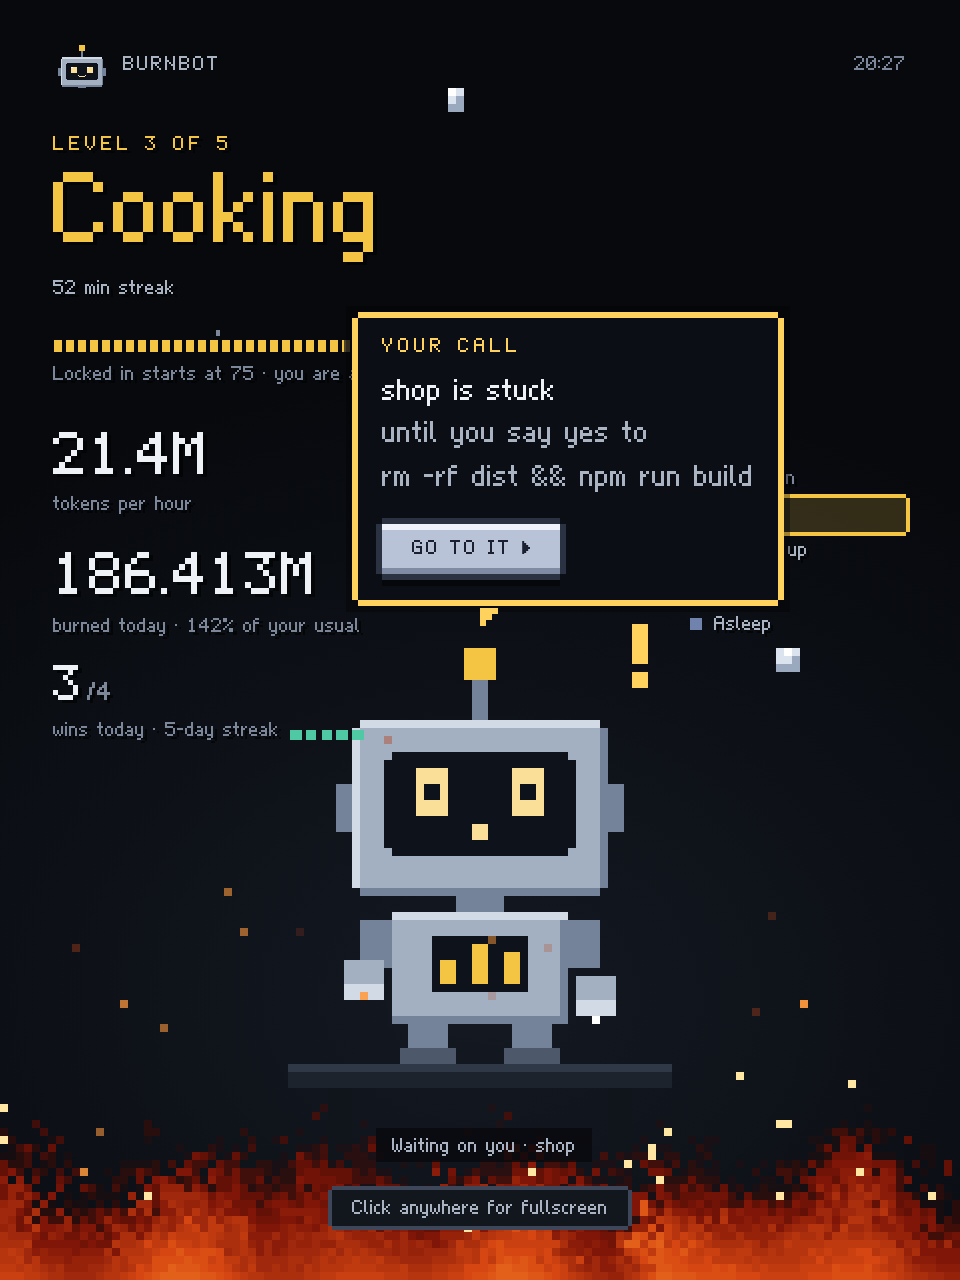 BURNBOT
20:27
LEVEL 3 OF 5
Cooking
52 min streak
Locked in starts at 75 · you are
YOUR CALL
shop is stuck
until you say yes to
rm -rf dist && npm run build
GO TO IT
21.4M
tokens per hour
186.413M
burned today · 142% of your usual
up
Asleep
3 /4
wins today · 5-day streak
Waiting on you · shop
Click anywhere for fullscreen